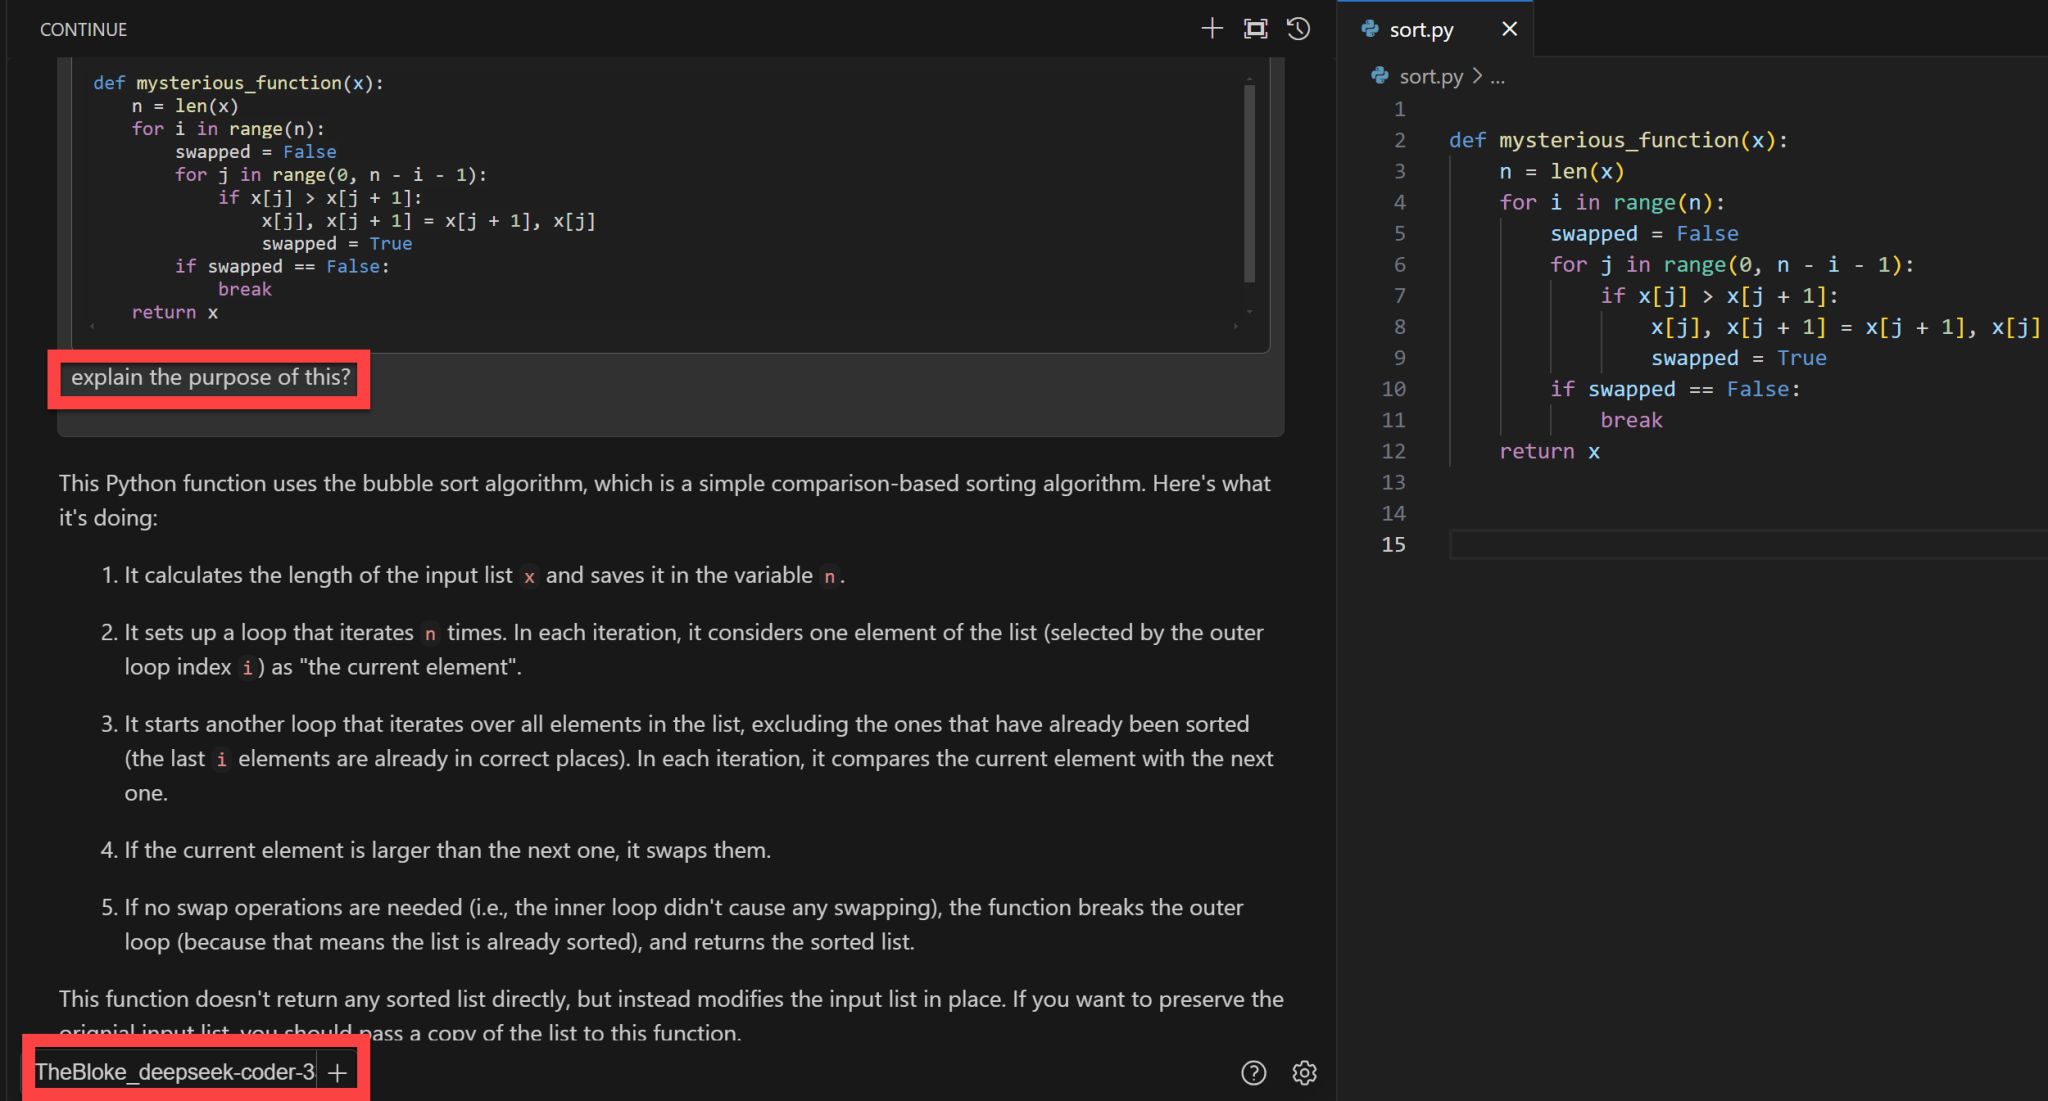 CONTINUE
def mysterious_function(x):
    n = len(x)
    for i in range(n):
        swapped = False
        for j in range(0, n - i - 1):
            if x[j] > x[j + 1]:
                x[j], x[j + 1] = x[j + 1], x[j]
                swapped = True
        if swapped == False:
            break
    return x
explain the purpose of this?
This Python function uses the bubble sort algorithm, which is a simple comparison-based sorting algorithm. Here's what
it's doing:
1. It calculates the length of the input list x and saves it in the variable n.
2. It sets up a loop that iterates n times. In each iteration, it considers one element of the list (selected by the outer
loop index i) as "the current element".
3. It starts another loop that iterates over all elements in the list, excluding the ones that have already been sorted
(the last i elements are already in correct places). In each iteration, it compares the current element with the next
one.
4. If the current element is larger than the next one, it swaps them.
5. If no swap operations are needed (i.e., the inner loop didn't cause any swapping), the function breaks the outer
loop (because that means the list is already sorted), and returns the sorted list.
This function doesn't return any sorted list directly, but instead modifies the input list in place. If you want to preserve the
orignial input list, you should pass a copy of the list to this function.
TheBloke_deepseek-coder-3 +
sort.py
sort.py > ...
1
2 def mysterious_function(x):
3     n = len(x)
4     for i in range(n):
5         swapped = False
6         for j in range(0, n - i - 1):
7             if x[j] > x[j + 1]:
8                 x[j], x[j + 1] = x[j + 1], x[j]
9                 swapped = True
10         if swapped == False:
11             break
12     return x
13
14
15